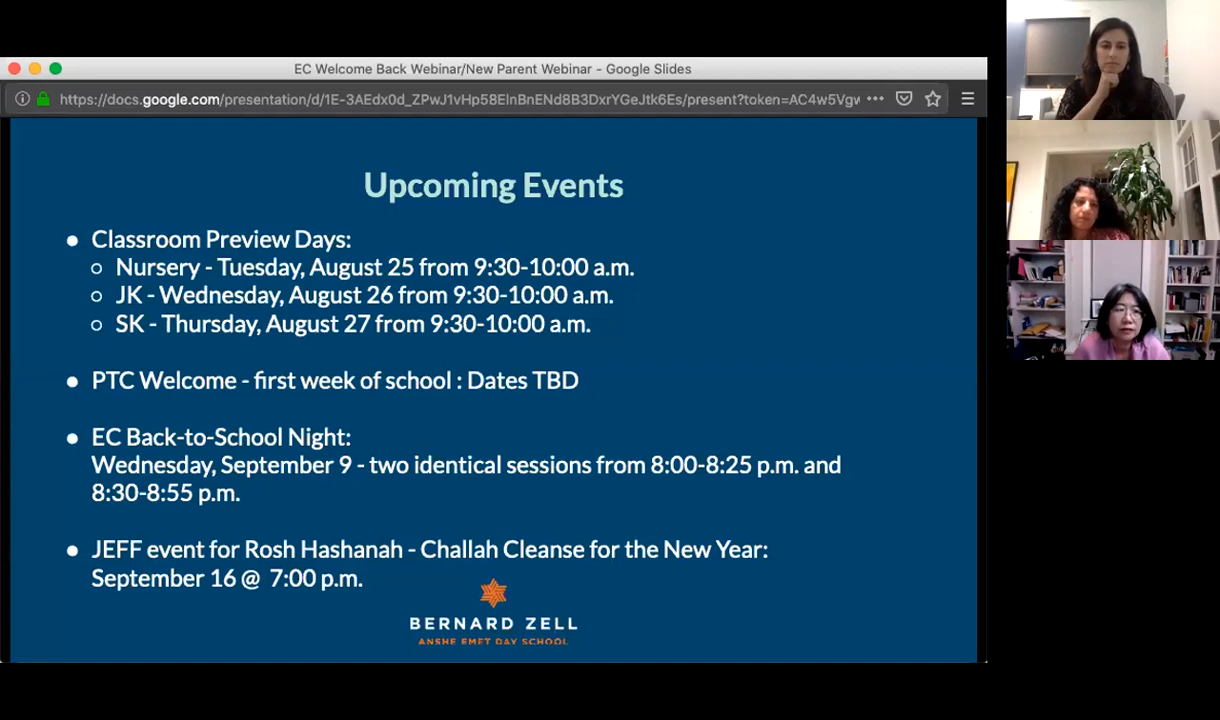 EC Welcome Back Webinar/New Parent Webinar - Google Slides
https://docs.google.com/presentation/d/1E-3AEdx0d_ZPwJ1vHp58ElnBnENd8B3DxrYGeJtk6Es/present?token=AC4w5Vgw
Upcoming Events
● Classroom Preview Days:
○ Nursery - Tuesday, August 25 from 9:30-10:00 a.m.
○ JK - Wednesday, August 26 from 9:30-10:00 a.m.
○ SK - Thursday, August 27 from 9:30-10:00 a.m.
● PTC Welcome - first week of school : Dates TBD
● EC Back-to-School Night:
Wednesday, September 9 - two identical sessions from 8:00-8:25 p.m. and
8:30-8:55 p.m.
● JEFF event for Rosh Hashanah - Challah Cleanse for the New Year:
September 16 @ 7:00 p.m.
BERNARD ZELL
ANSHE EMET DAY SCHOOL